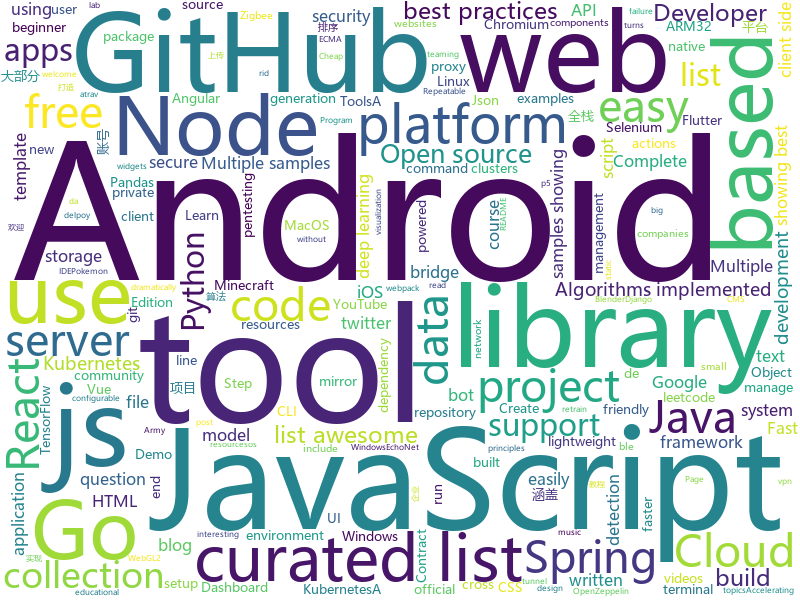 using user lab source best practices Chromium API ECMA Zigbee websites turns failure 平台
beginner package 排序 security Developer components ARM32 native client side
apps GitHub web
大部分 上传 rid proxy
Angular generation Json 全栈
free Node platform Linux examples list easy based
账号 ToolsA Selenium Flutter
template new secure Multiple samples Open source script actions Complete
private command clusters
storage client Pandas pentesting deep learning course p5 Multiple showing best
Android
欢迎 widgets da MacOS powered visualization without samples showing management static big companies development
IDEPokemon delpoy Learn bridge README
dramatically 算法 Python Minecraft Algorithms implemented
use Edition iOS
git resources YouTube library
server code data BlenderDjango CMS
Kubernetes twitter network webpack read text
community mirror line dependency small
React Step project Object
TensorFlow Vue 项目 CLI repository de Google leetcode manage
configurable file tool Create friendly bot Java system
js model support lightweight Fast
question Demo list awesome post Army WindowsEchoNet resourcesos framework
include retrain ble faster
HTML principles built easily
application end JavaScript run 涵盖 detection
Go blog Windows UI Contract interesting environment 企业 教程 Page vpn
curated list Spring Cloud
collection setup Dashboard official cross CSS written videos build
实现 WebGL2 KubernetesA terminal topicsAccelerating
educational music tunnel design OpenZeppelin
打造 welcome atrav Cheap Repeatable teaming Program